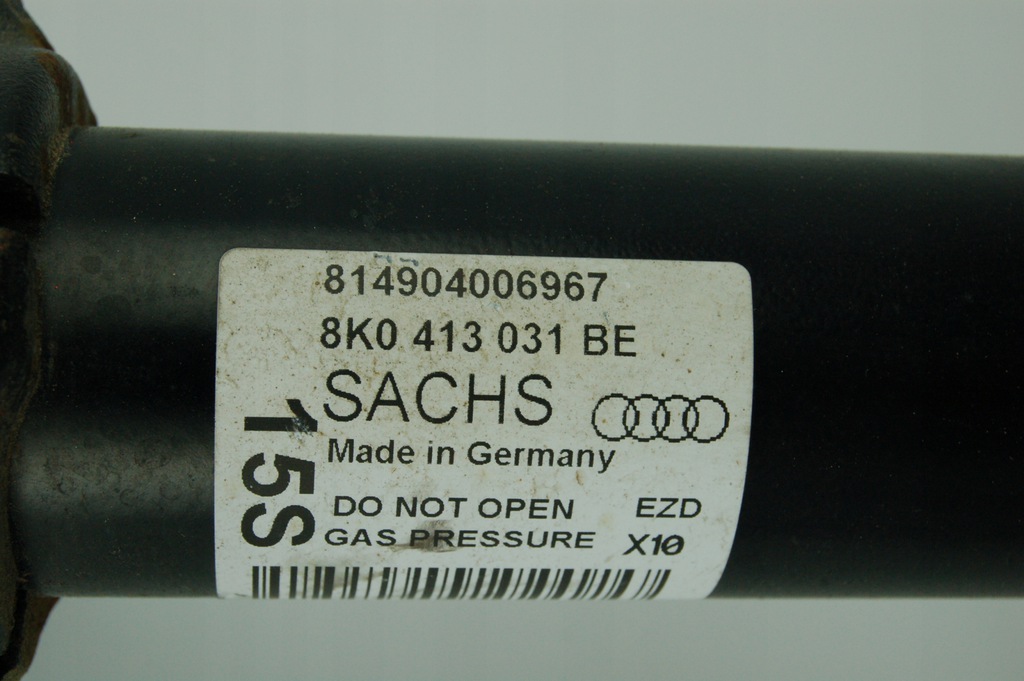 814904006967
8K0 413 031 BE
SACHS
Made in Germany
15S
DO NOT OPEN EZD
GAS PRESSURE X10